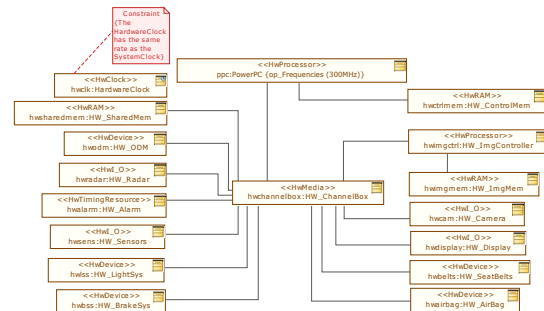 Constraint
{The
HardwareClock
has the same
rate as the
SystemClock}
<<HwClock>>
hwclk:HardwareClock
<<HwProcessor>>
ppc:PowerPC {op_Frequencies (300MHz)}
<<HwRAM>>
hwsharedmem:HW_SharedMem
<<HwRAM>>
hwctrlmem:HW_ControlMem
<<HwDevice>>
hwodm:HW_ODM
<<HwProcessor>>
hwimgctrl:HW_ImgController
<<HwI_O>>
hwradar:HW_Radar
<<HwRAM>>
hwimgmem:HW_ImgMem
<<HwMedia>>
hwchannelbox:HW_ChannelBox
<<HwTimingResource>>
hwalarm:HW_Alarm
<<HwI_O>>
hwcam:HW_Camera
<<HwI_O>>
hwsens:HW_Sensors
<<HwI_O>>
hwdisplay:HW_Display
<<HwDevice>>
hwlss:HW_LightSys
<<HwDevice>>
hwbelts:HW_SeatBelts
<<HwDevice>>
hwbss:HW_BrakeSys
<<HwDevice>>
hwairbag:HW_AirBag